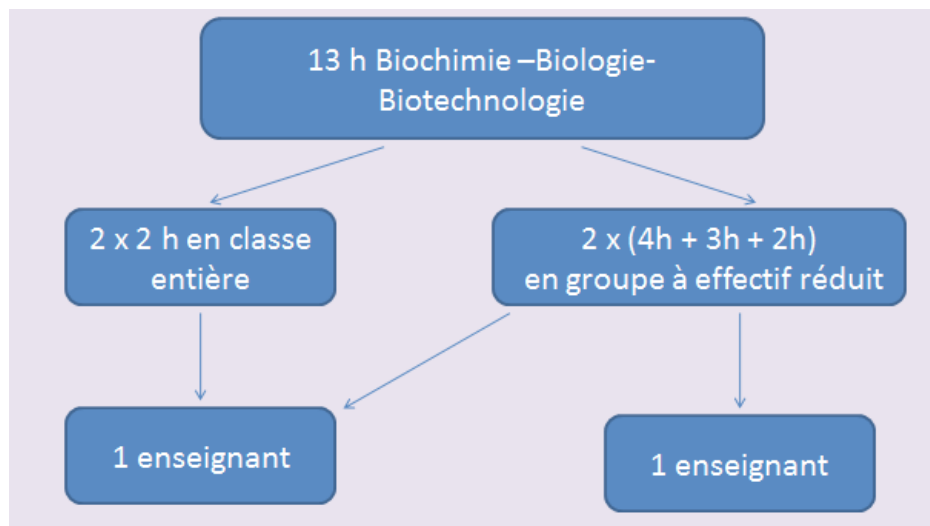 13 h Biochimie –Biologie-
Biotechnologie
2 x 2 h en classe
entière
2 x (4h + 3h + 2h)
en groupe à effectif réduit
1 enseignant
1 enseignant